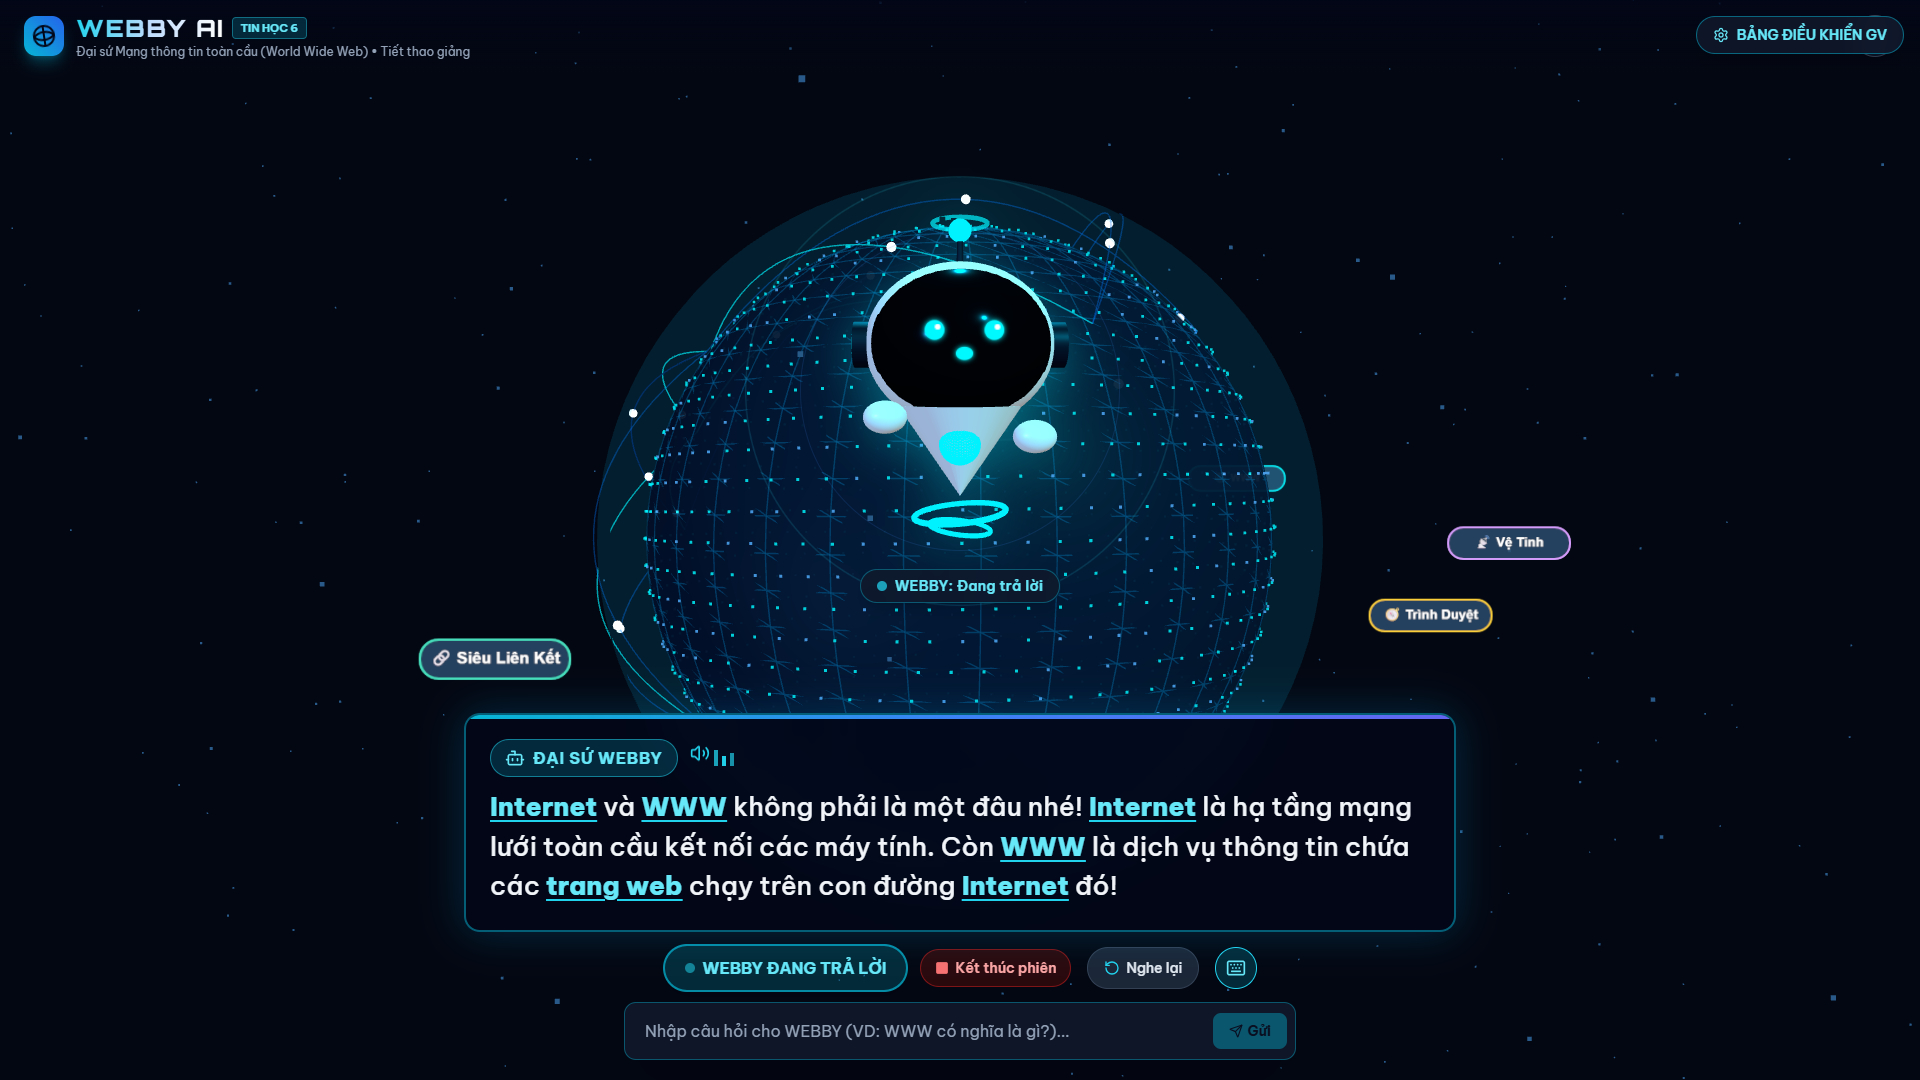 WEBBY AI TIN HỌC 6
Đại sứ Mạng thông tin toàn cầu (World Wide Web) • Tiết thao giảng
BẢNG ĐIỀU KHIỂN GV
Vệ Tinh
Trình Duyệt
WEBBY: Đang trả lời
Siêu Liên Kết
ĐẠI SỨ WEBBY
Internet và WWW không phải là một đâu nhé! Internet là hạ tầng mạng
lưới toàn cầu kết nối các máy tính. Còn WWW là dịch vụ thông tin chứa
các trang web chạy trên con đường Internet đó!
WEBBY ĐANG TRẢ LỜI
Kết thúc phiên
Nghe lại
Nhập câu hỏi cho WEBBY (VD: WWW có nghĩa là gì?)...
Gửi